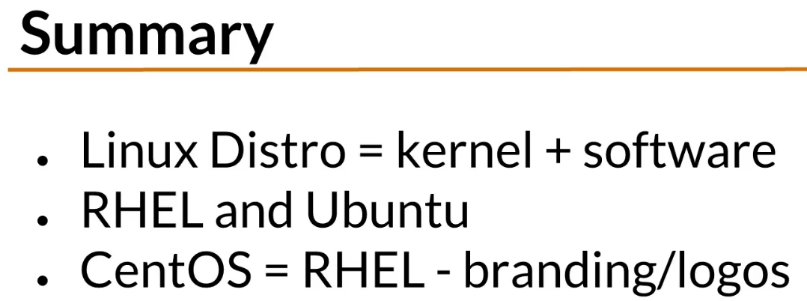 Summary
• Linux Distro = kernel + software
• RHEL and Ubuntu
• CentOS = RHEL - branding/logos